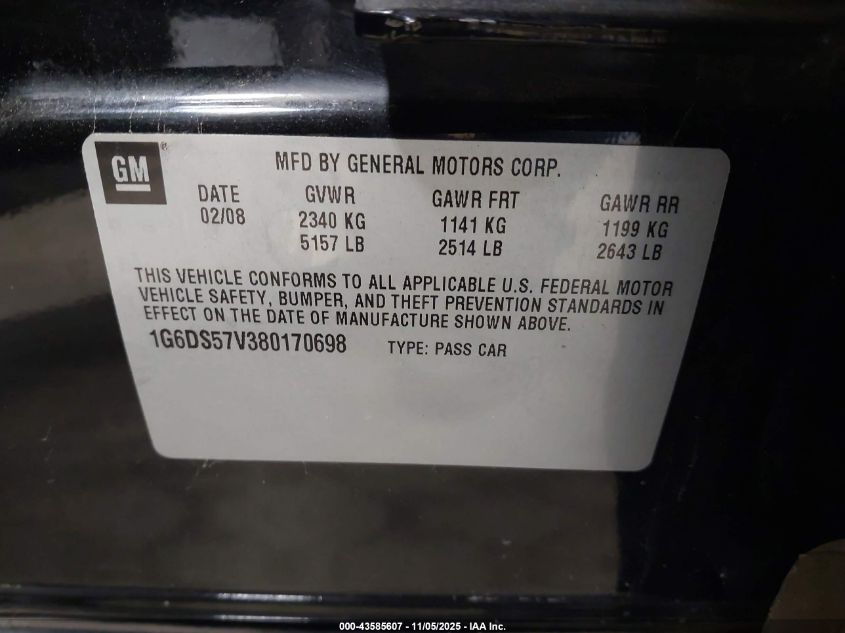 GM
MFD BY GENERAL MOTORS CORP.
DATE GVWR GAWR FRT GAWR RR
02/08 2340 KG 1141 KG 1199 KG
5157 LB 2514 LB 2643 LB
THIS VEHICLE CONFORMS TO ALL APPLICABLE U.S. FEDERAL MOTOR
VEHICLE SAFETY, BUMPER, AND THEFT PREVENTION STANDARDS IN
EFFECT ON THE DATE OF MANUFACTURE SHOWN ABOVE.
1G6DS57V380170698 TYPE: PASS CAR
000-43585607 - 11/05/2025 - IAA Inc.